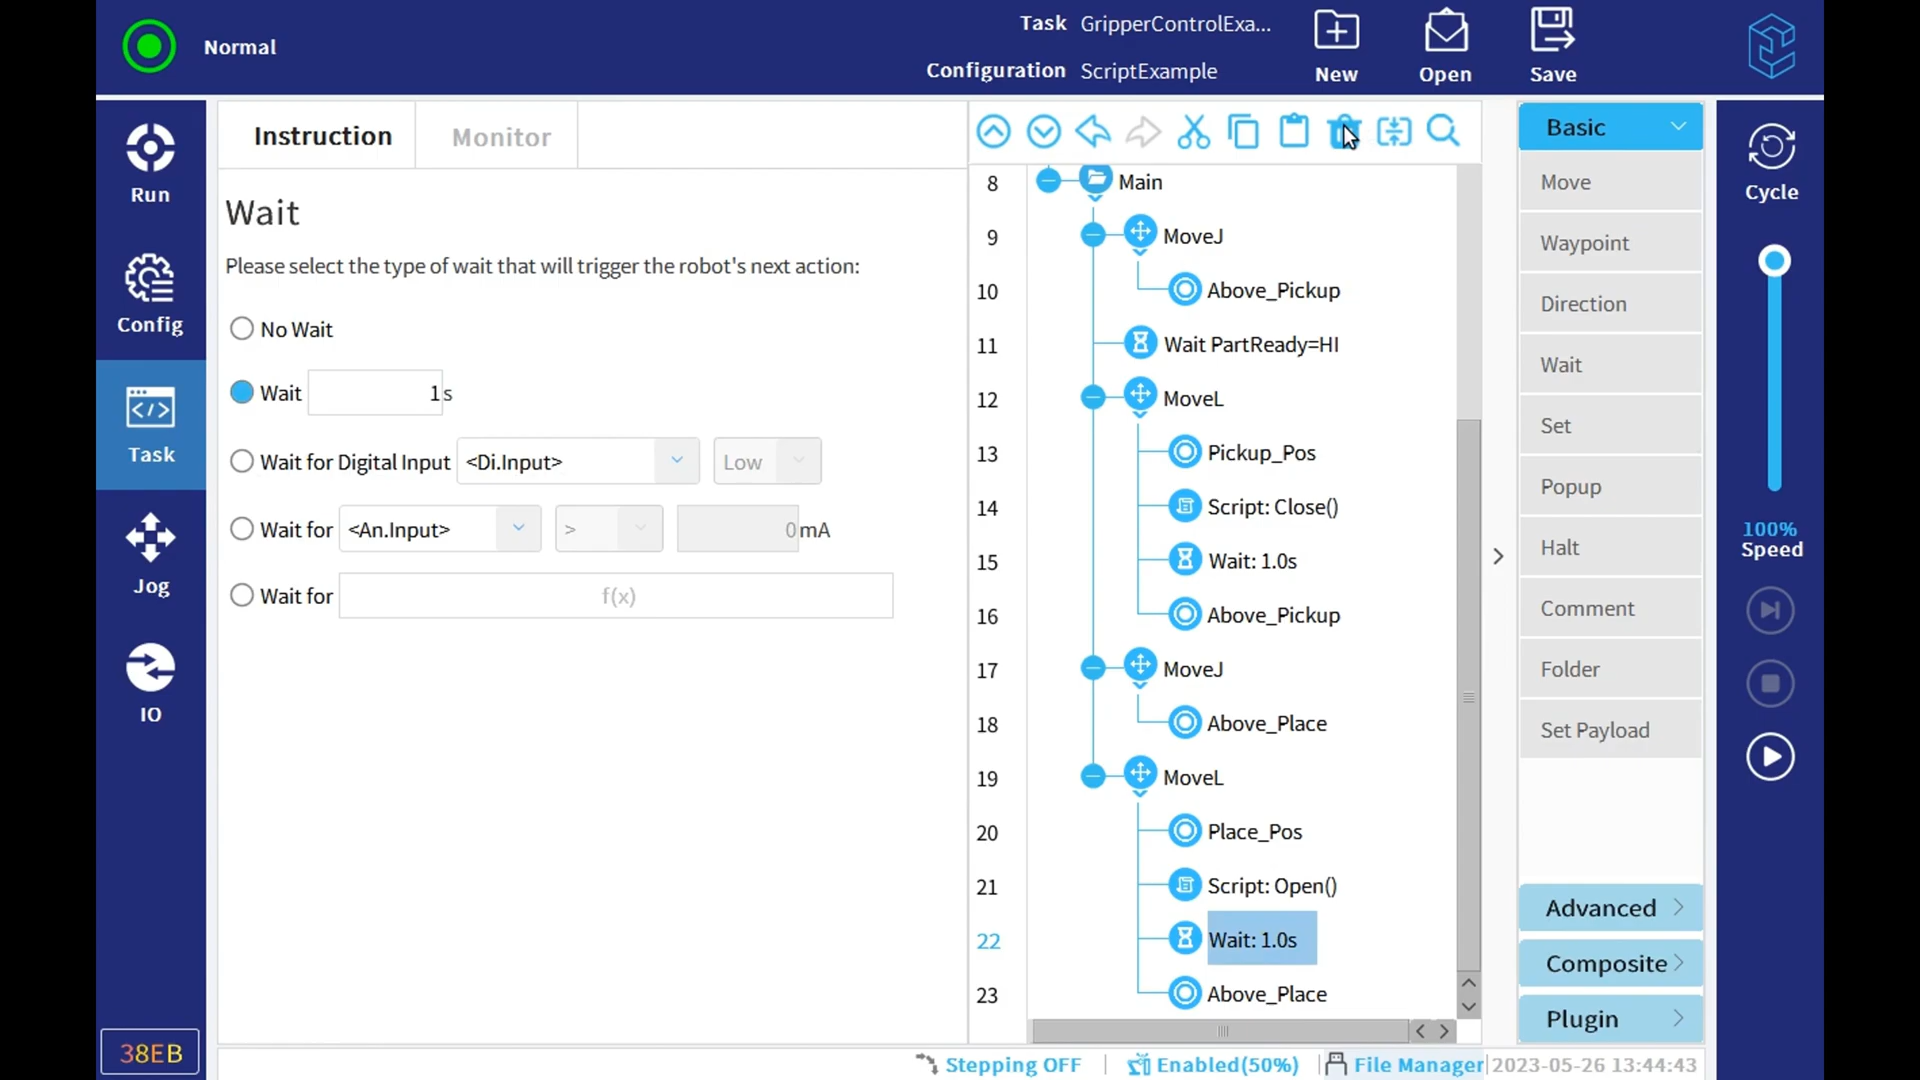 Normal
Task GripperControlExa...
Configuration ScriptExample
New
Open
Save
Run
Config
Task
Jog
IO
38EB
Instruction
Monitor
Wait
Please select the type of wait that will trigger the robot's next action:
No Wait
Wait 1 s
Wait for Digital Input <Di.Input> Low
Wait for <An.Input> > 0 mA
Wait for f(x)
8 Main
9 MoveJ
10 Above_Pickup
11 Wait PartReady=HI
12 MoveL
13 Pickup_Pos
14 Script: Close()
15 Wait: 1.0s
16 Above_Pickup
17 MoveJ
18 Above_Place
19 MoveL
20 Place_Pos
21 Script: Open()
22 Wait: 1.0s
23 Above_Place
Basic
Move
Waypoint
Direction
Wait
Set
Popup
Halt
Comment
Folder
Set Payload
Advanced
Composite
Plugin
Cycle
100%
Speed
Stepping OFF
Enabled(50%)
File Manager
2023-05-26 13:44:43